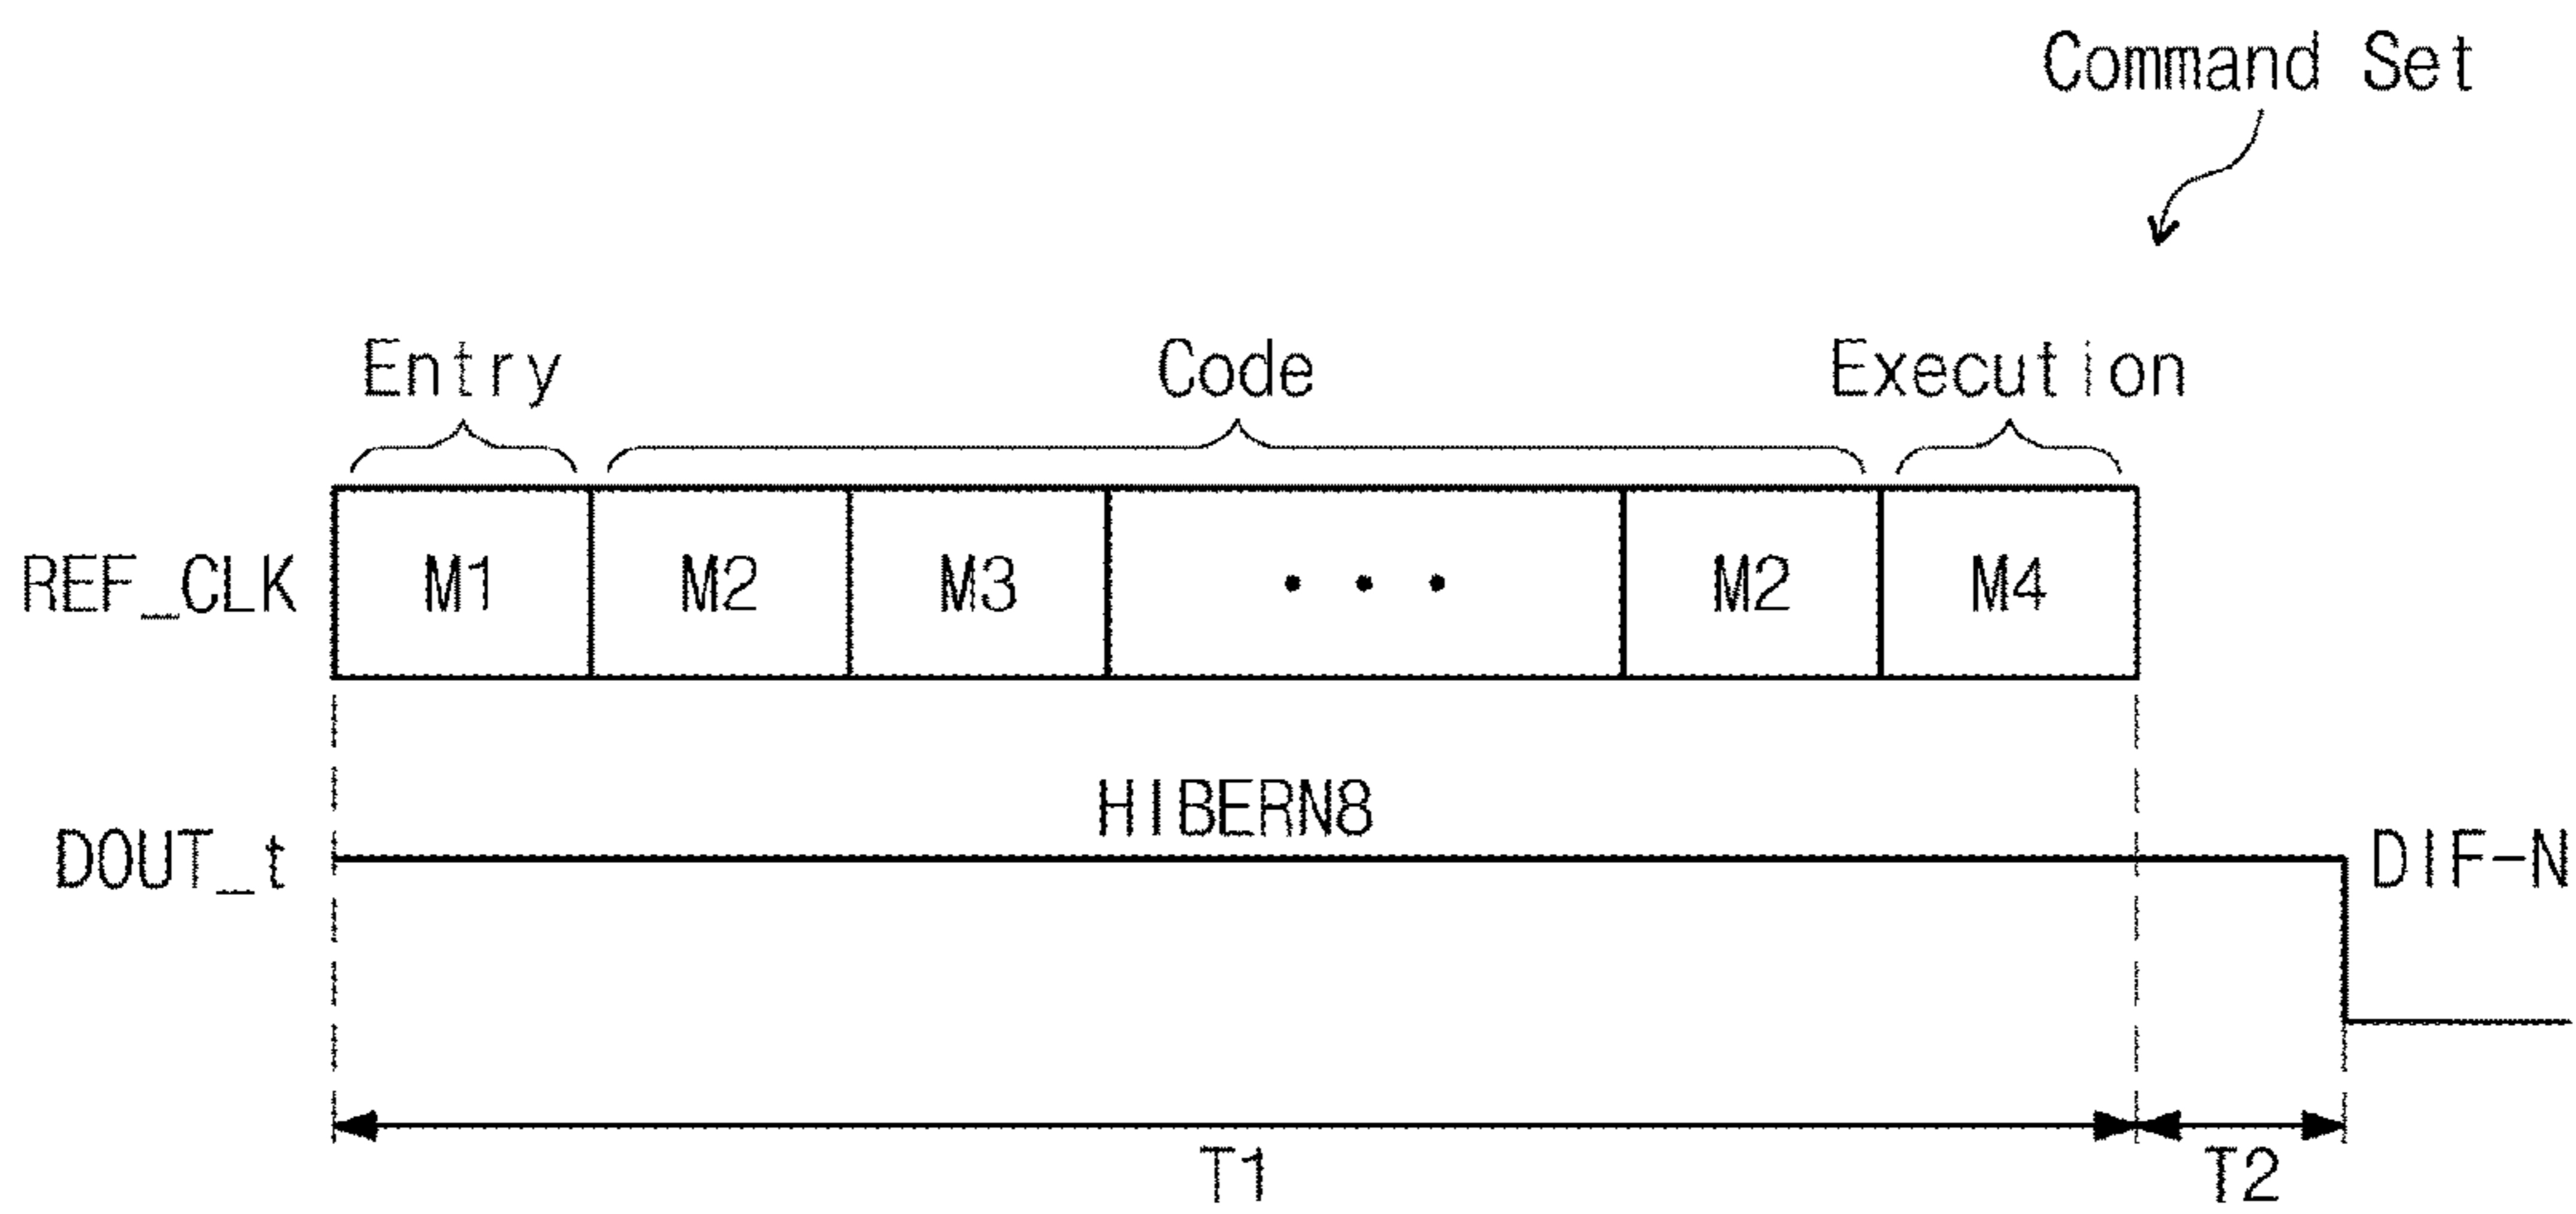 Command Set
Entry Code Execution
REF_CLK M1 M2 M3 • • • M2 M4
HIBERN8
DOUT_t DIF-N
T1 T2